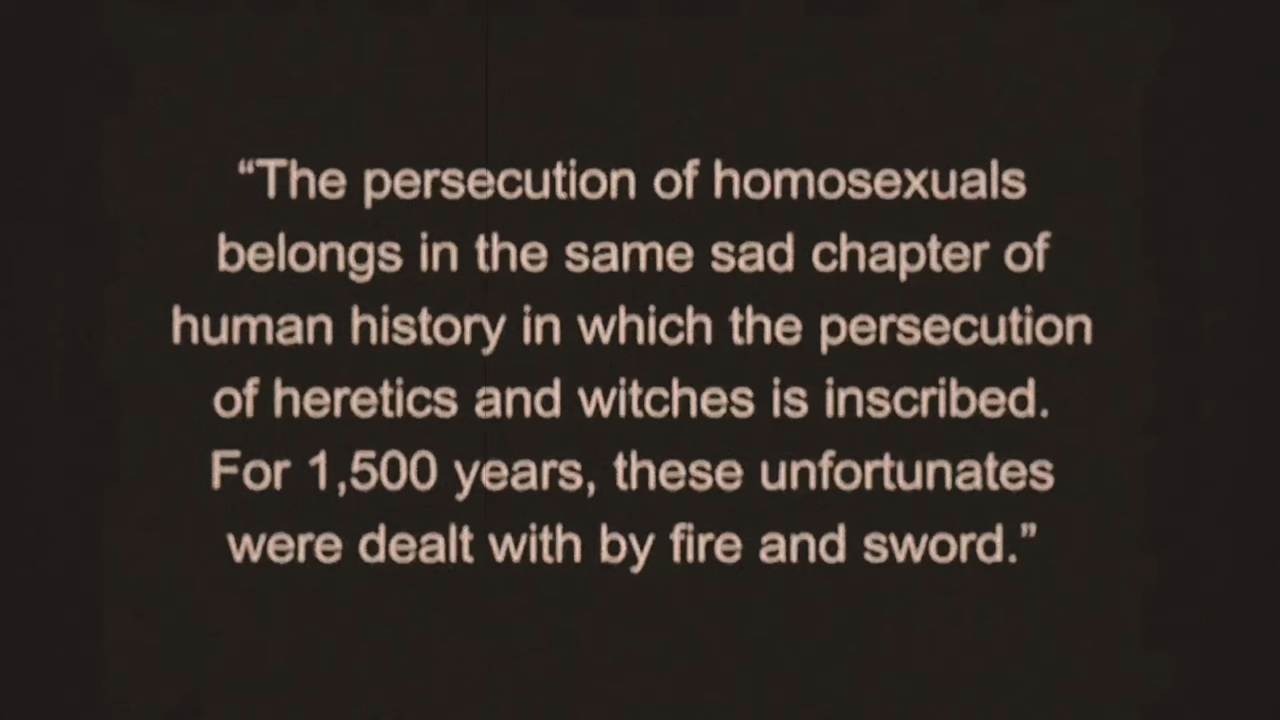 “The persecution of homosexuals
belongs in the same sad chapter of
human history in which the persecution
of heretics and witches is inscribed.
For 1,500 years, these unfortunates
were dealt with by fire and sword.”